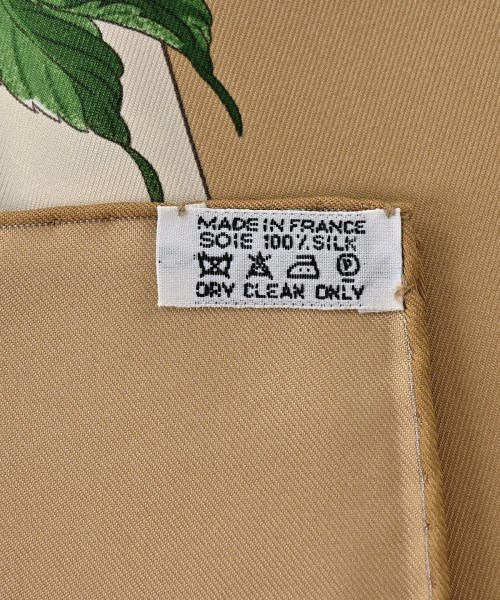 MADE IN FRANCE
SOIE 100% SILK
P
DRY CLEAN ONLY